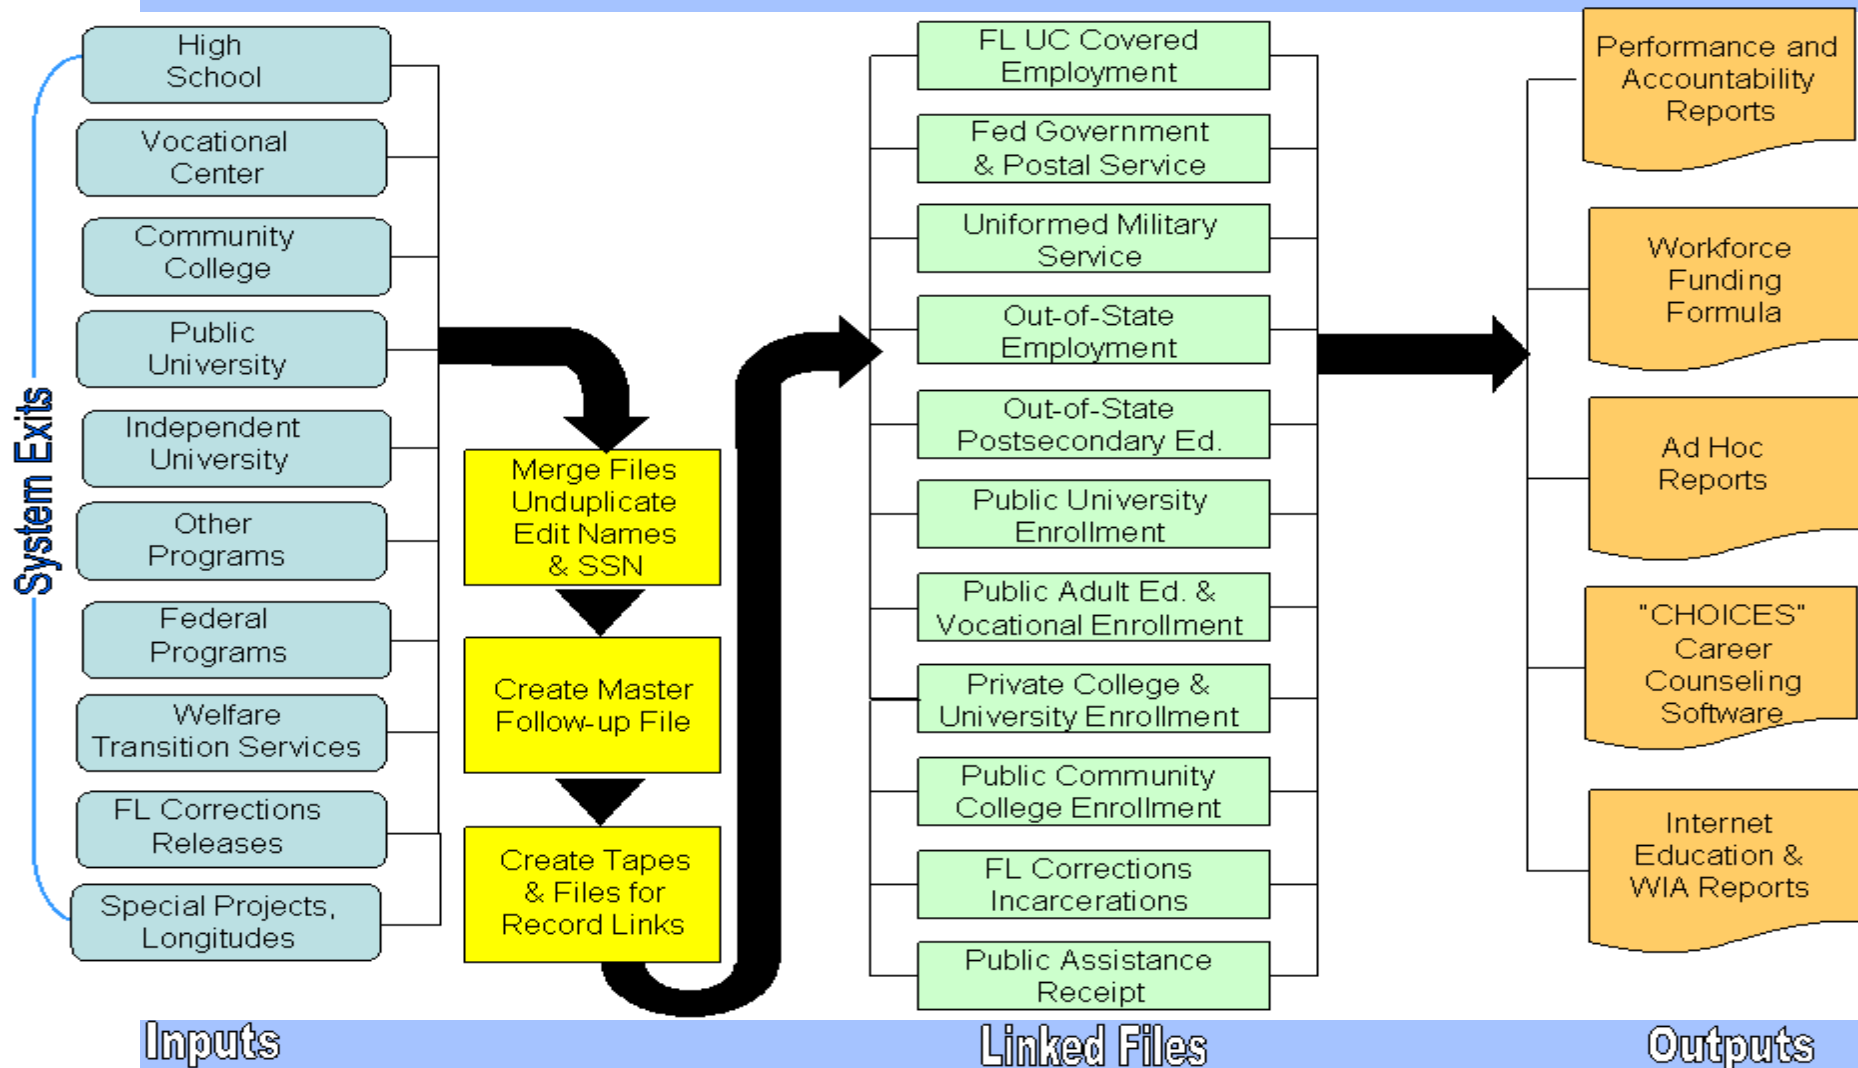 System Exits
High
School
Vocational
Center
Community
College
Public
University
Independent
University
Other
Programs
Federal
Programs
Welfare
Transition Services
FL Corrections
Releases
Special Projects,
Longitudes
Merge Files
Unduplicate
Edit Names
& SSN
Create Master
Follow-up File
Create Tapes
& Files for
Record Links
FL UC Covered
Employment
Fed Government
& Postal Service
Uniformed Military
Service
Out-of-State
Employment
Out-of-State
Postsecondary Ed.
Public University
Enrollment
Public Adult Ed. &
Vocational Enrollment
Private College &
University Enrollment
Public Community
College Enrollment
FL Corrections
Incarcerations
Public Assistance
Receipt
Performance and
Accountability
Reports
Workforce
Funding
Formula
Ad Hoc
Reports
"CHOICES"
Career
Counseling
Software
Internet
Education &
WIA Reports
Inputs
Linked Files
Outputs